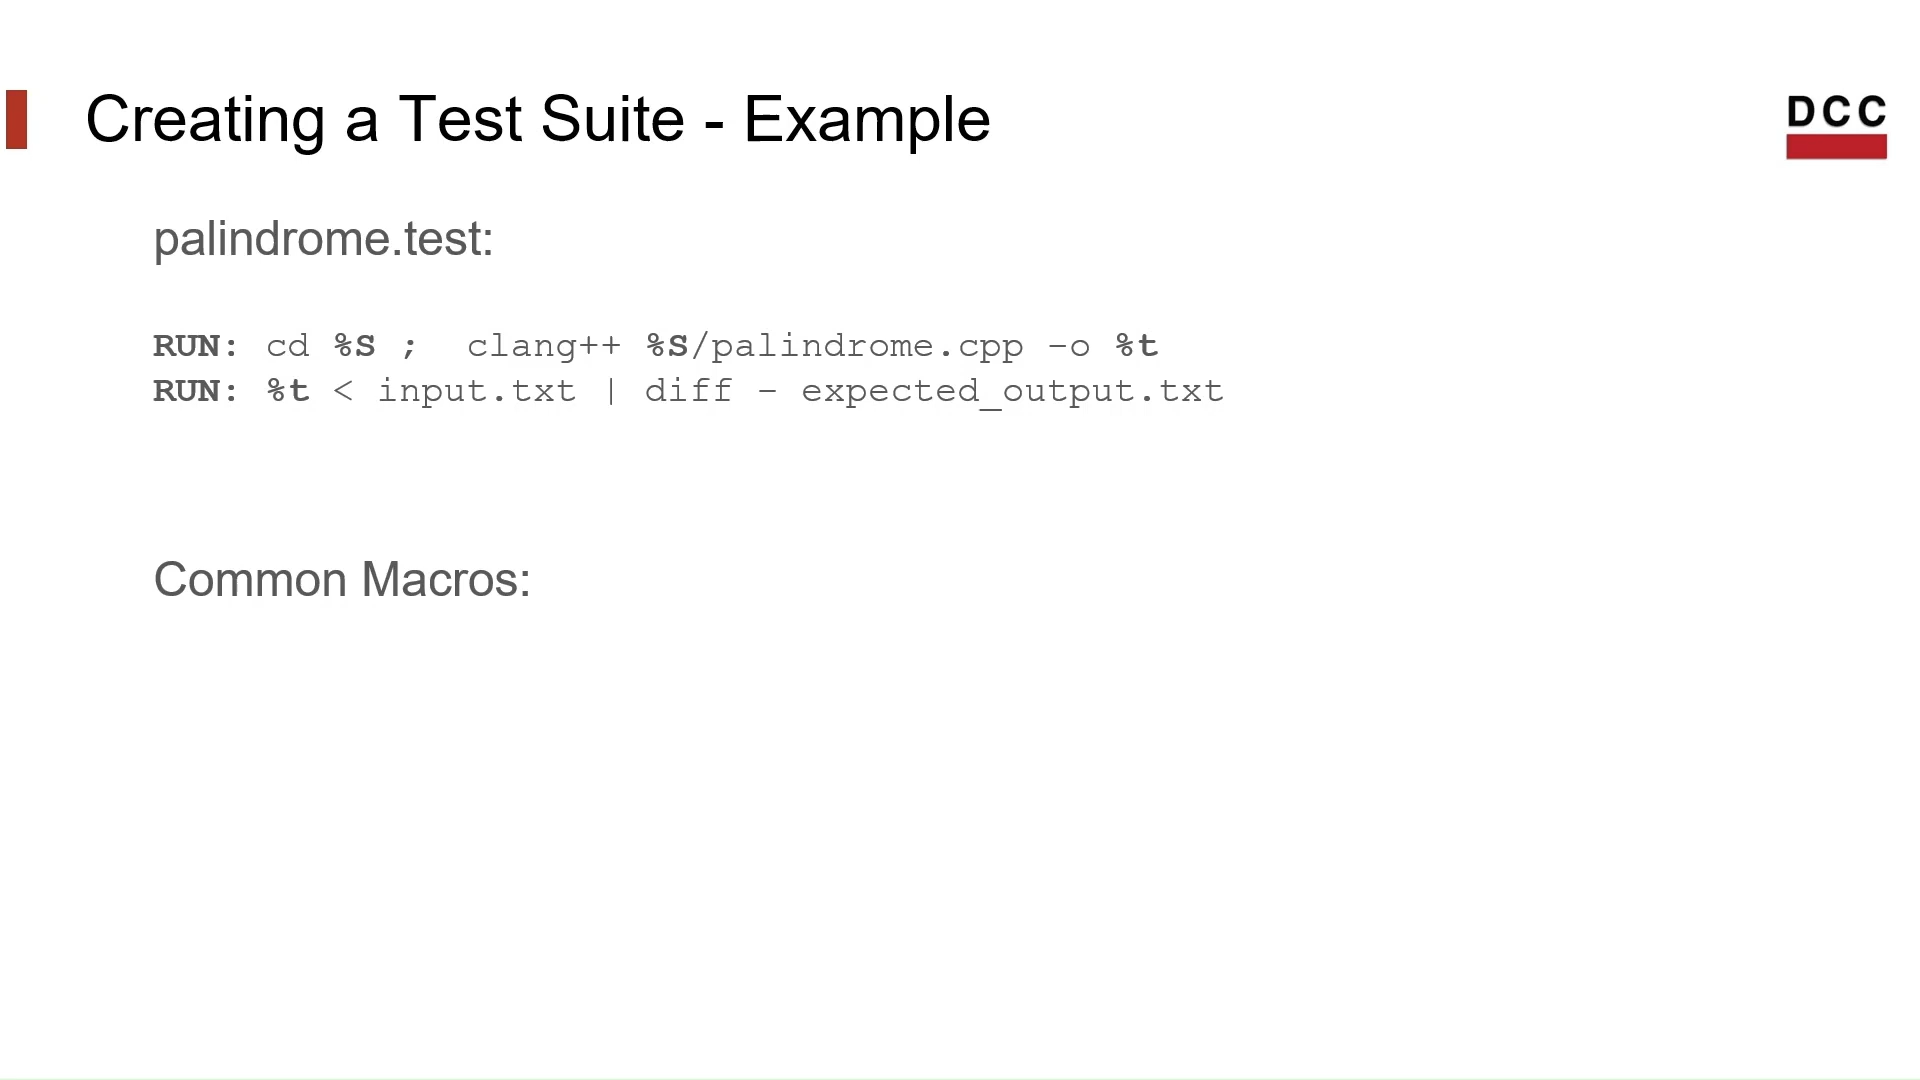 Creating a Test Suite - Example
DCC
palindrome.test:
RUN: cd %S ;  clang++ %S/palindrome.cpp -o %t
RUN: %t < input.txt | diff - expected_output.txt
Common Macros: